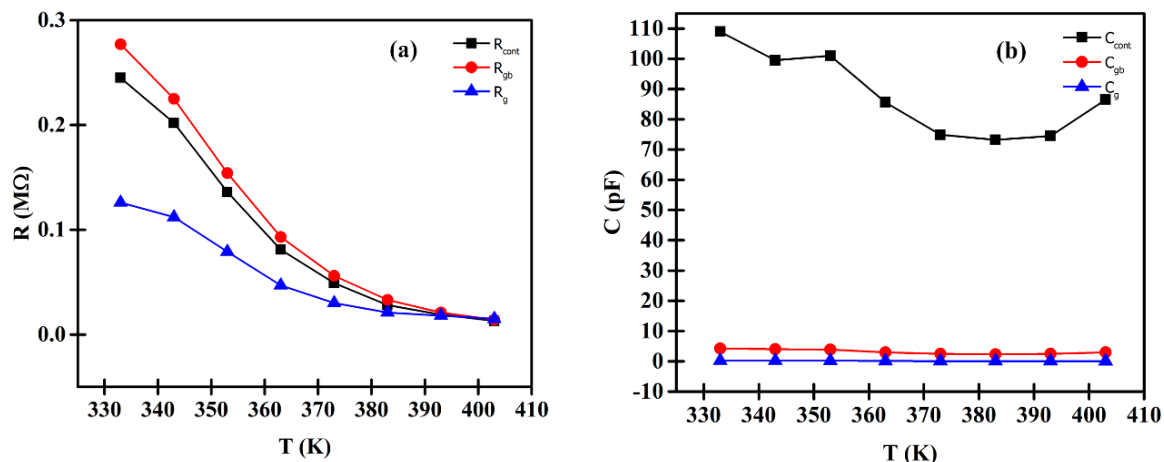 (a)
R_cont
R_gb
R_g
R (MΩ)
0.3
0.2
0.1
0.0
330 340 350 360 370 380 390 400 410
T (K)
(b)
C_cont
C_gb
C_g
C (pF)
110
100
90
80
70
60
50
40
30
20
10
0
-10
330 340 350 360 370 380 390 400 410
T (K)